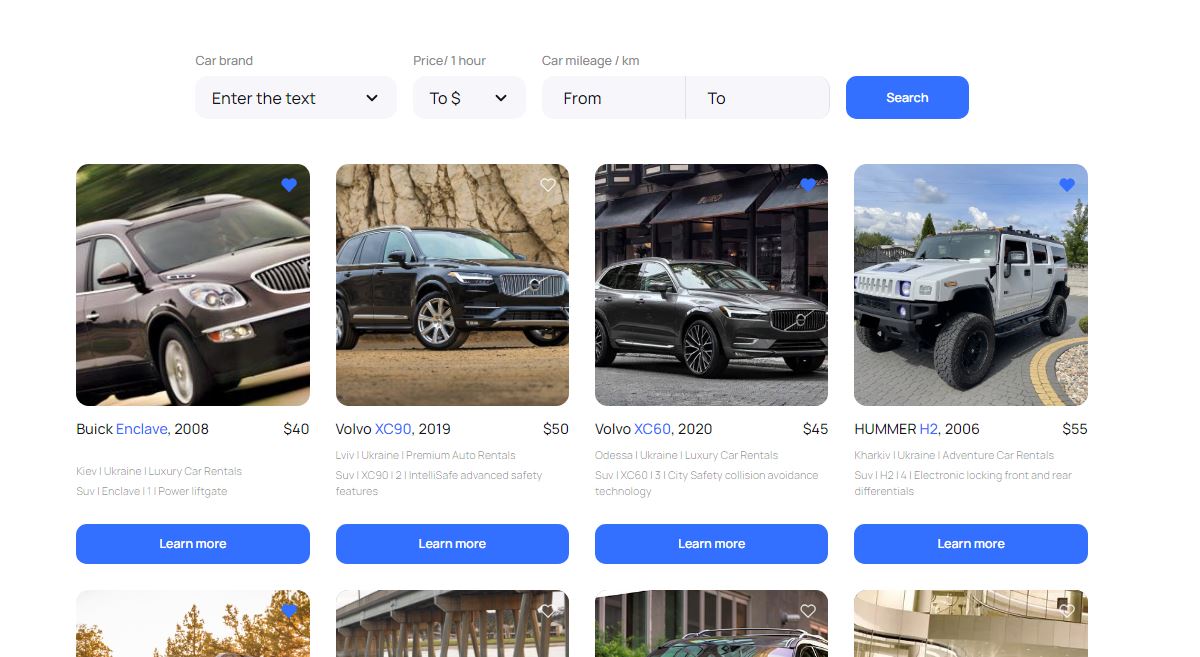 Car brand
Price/ 1 hour
Car mileage / km
Enter the text
To $
From
To
Search
Buick Enclave, 2008
$40
Kiev | Ukraine | Luxury Car Rentals
Suv | Enclave | 1 | Power liftgate
Learn more
Volvo XC90, 2019
$50
Lviv | Ukraine | Premium Auto Rentals
Suv | XC90 | 2 | IntelliSafe advanced safety
features
Learn more
Volvo XC60, 2020
$45
Odessa | Ukraine | Luxury Car Rentals
Suv | XC60 | 3 | City Safety collision avoidance
technology
Learn more
HUMMER H2, 2006
$55
Kharkiv | Ukraine | Adventure Car Rentals
Suv | H2 | 4 | Electronic locking front and rear
differentials
Learn more